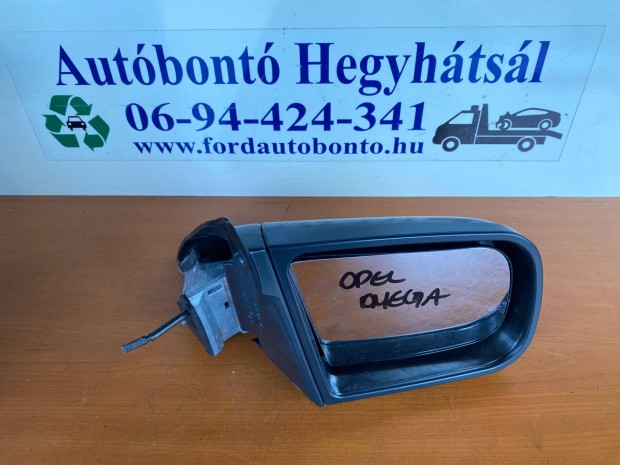 Autóbontó Hegyhátsál
06-94-424-341
www.fordautobonto.hu
OPEL
OMEGA